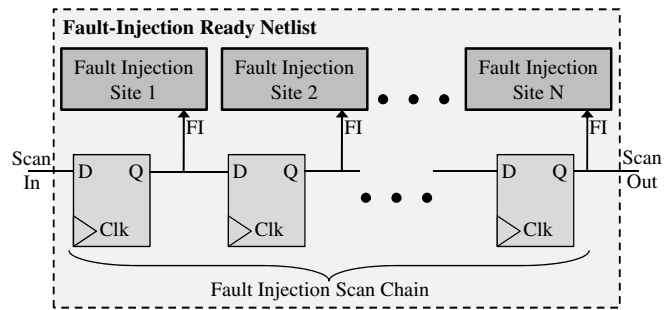 Fault-Injection Ready Netlist
Fault Injection
Site 1
Fault Injection
Site 2
Fault Injection
Site N
FI
FI
FI
Scan
In
D
Q
Clk
D
Q
Clk
D
Q
Clk
Scan
Out
Fault Injection Scan Chain